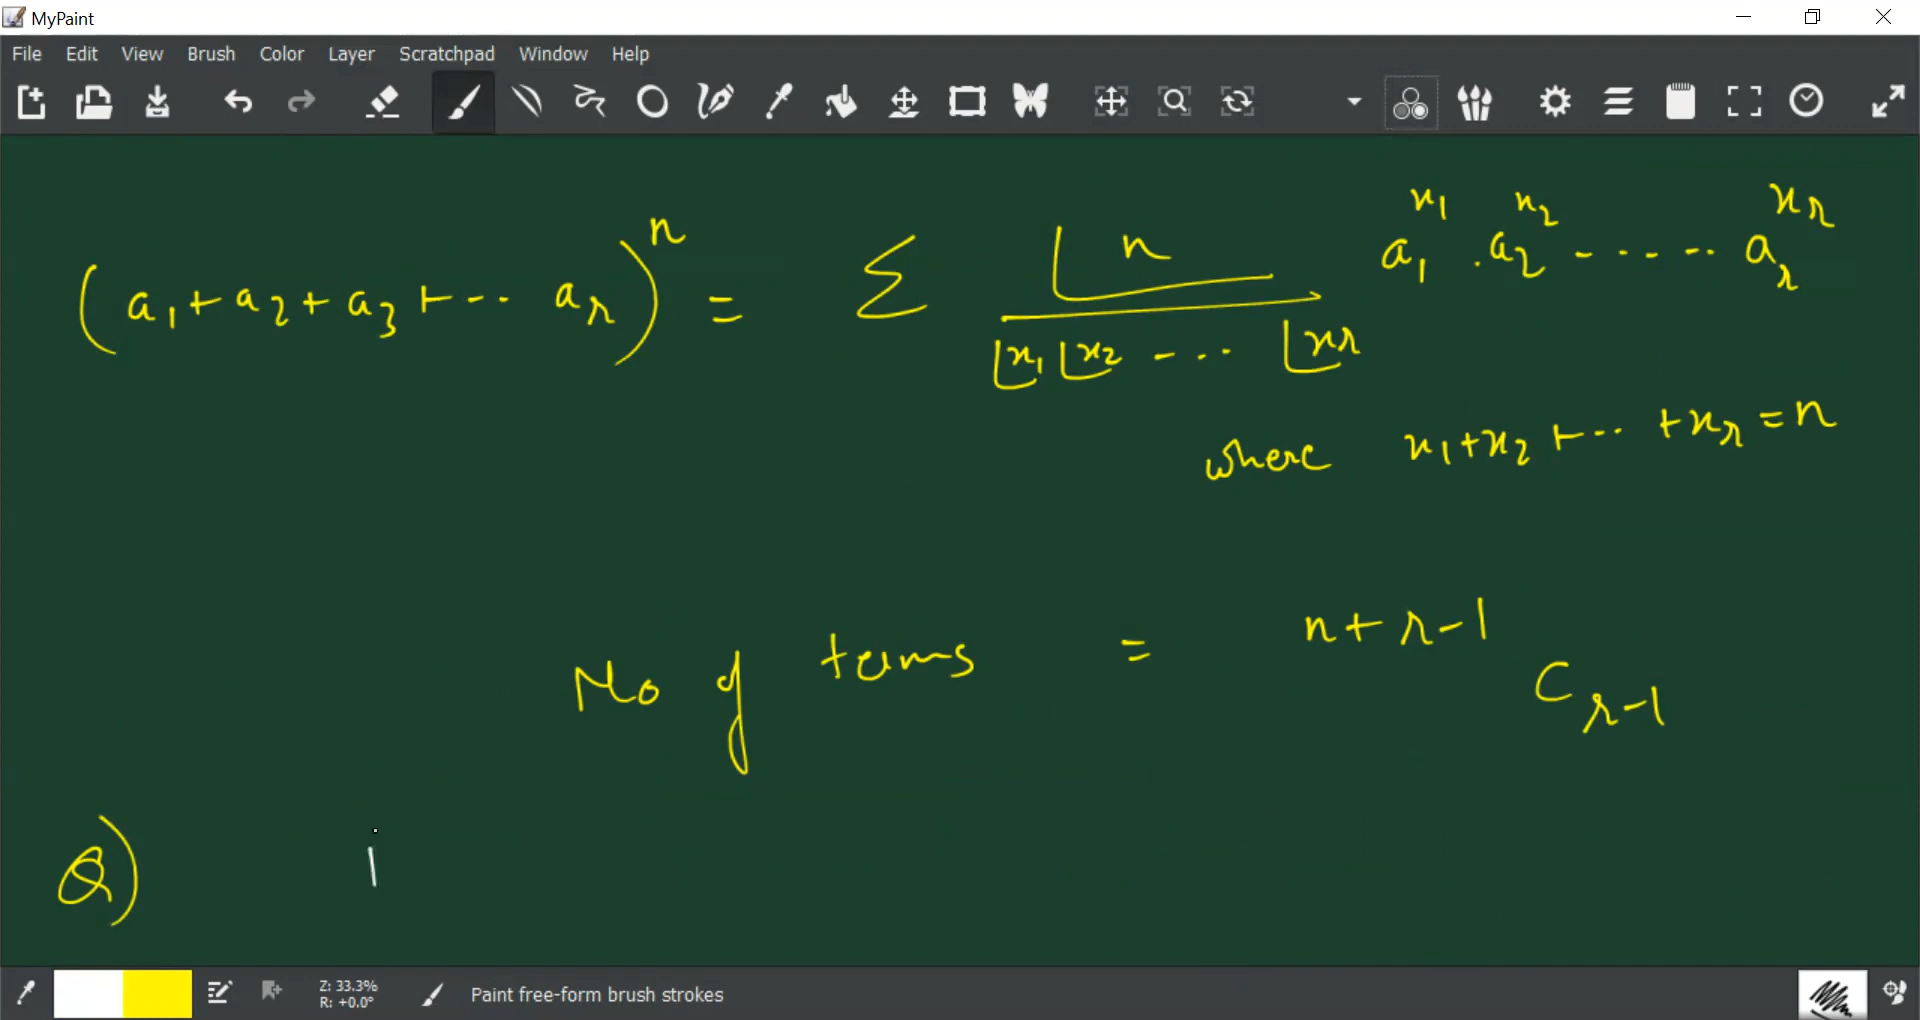 MyPaint
File Edit View Brush Color Layer Scratchpad Window Help
(a₁+a₂+a₃+--·· aᵣ)ⁿ = Σ ⌊n / ⌊x₁ ⌊x₂ -··· ⌊xᵣ a₁^x₁ . a₂^x₂ ------ aᵣ^xᵣ
where x₁+x₂+--·· +xᵣ=n
No of terms = ⁿ⁺ʳ⁻¹C r-1
Q) 1
Z: 33.3%
R: +0.0°
Paint free-form brush strokes